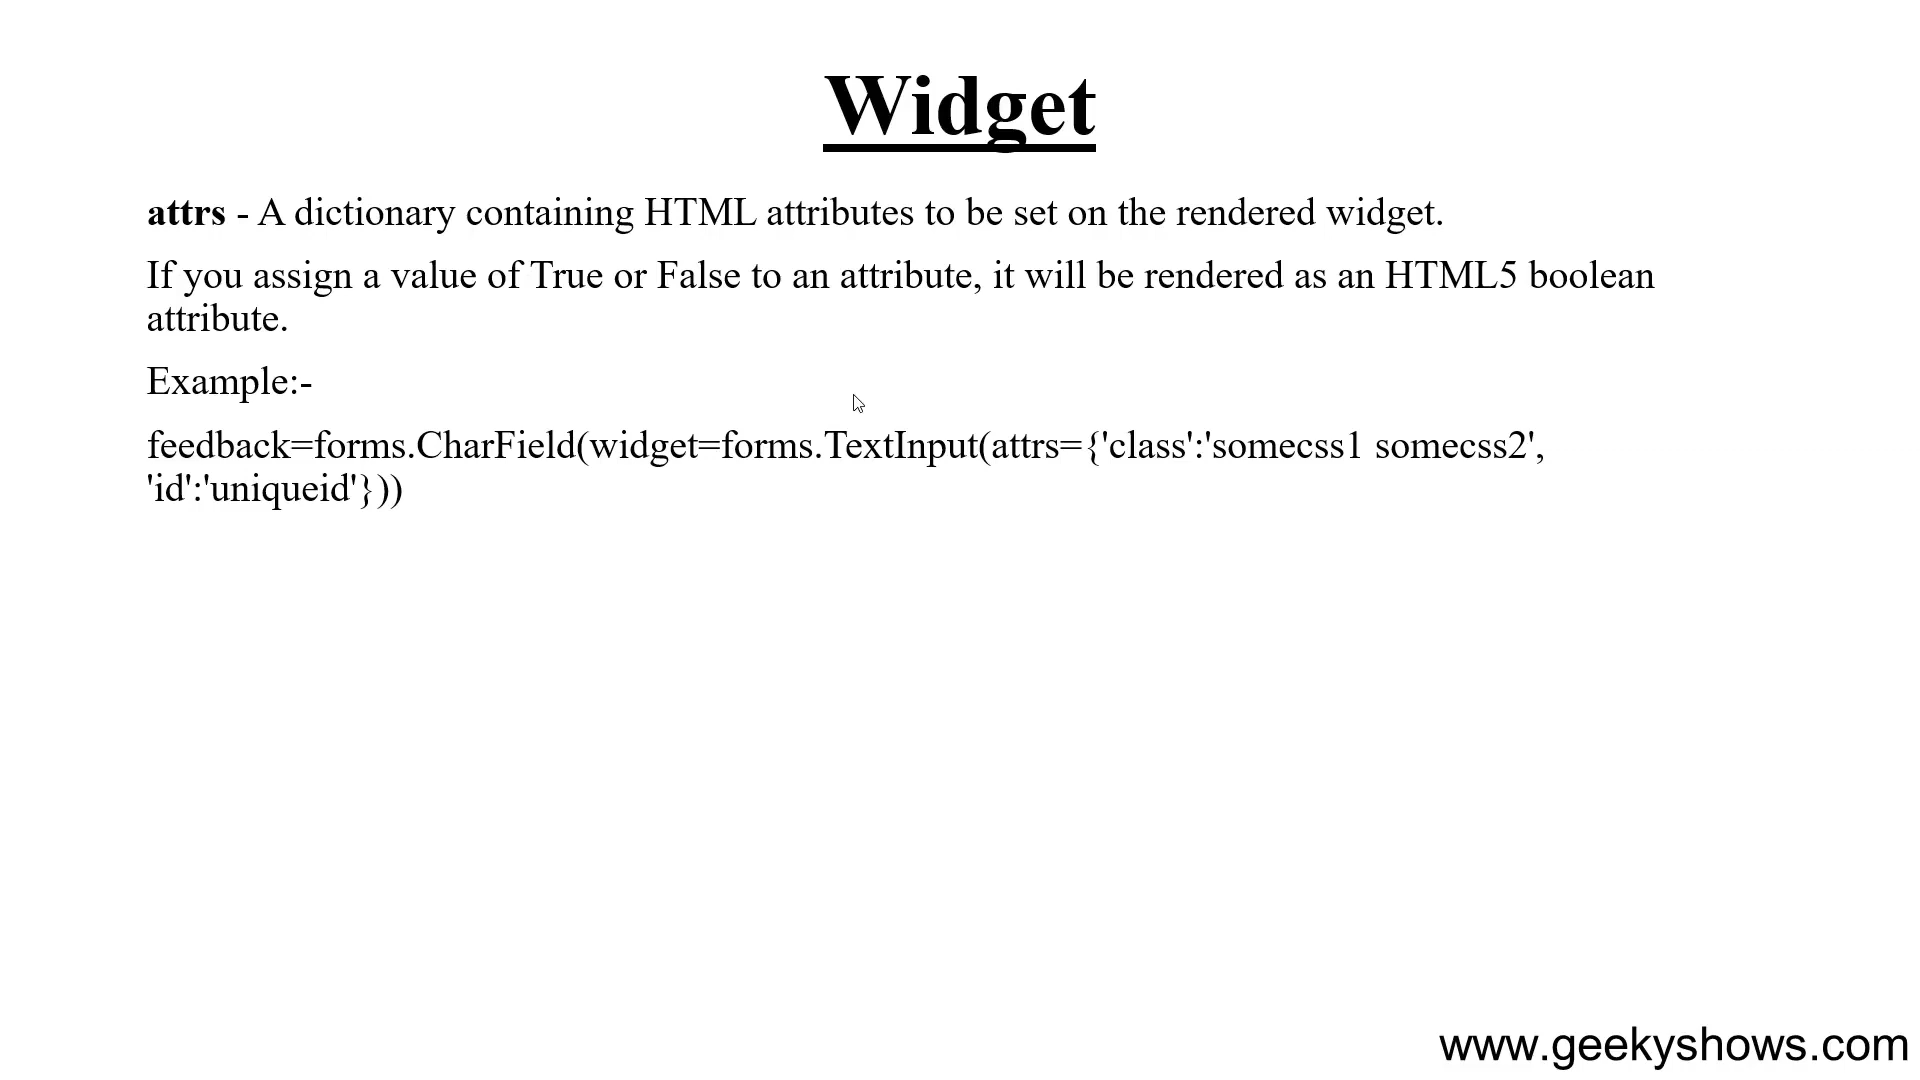 Widget
attrs - A dictionary containing HTML attributes to be set on the rendered widget.
If you assign a value of True or False to an attribute, it will be rendered as an HTML5 boolean
attribute.
Example:-
feedback=forms.CharField(widget=forms.TextInput(attrs={'class':'somecss1 somecss2',
'id':'uniqueid'}))
www.geekyshows.com